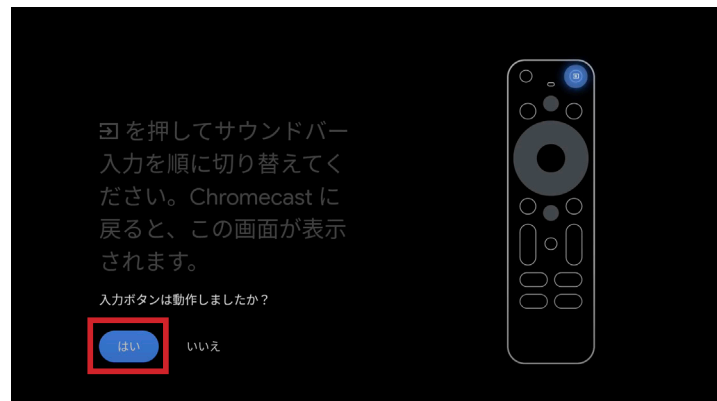 を押してサウンドバー
入力を順に切り替えてく
ださい。Chromecast に
戻ると、この画面が表示
されます。
入力ボタンは動作しましたか？
はい
いいえ